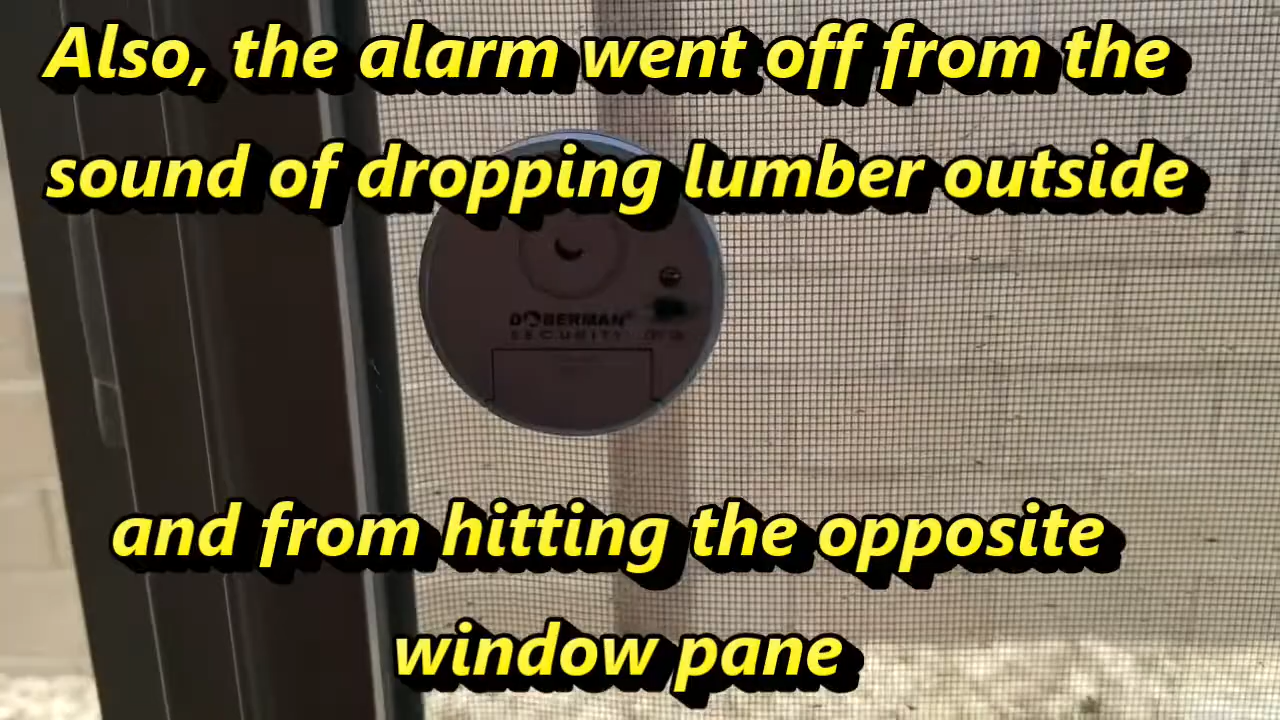 Also, the alarm went off from the
sound of dropping lumber outside
DOBERMAN
SECURITY
and from hitting the opposite
window pane